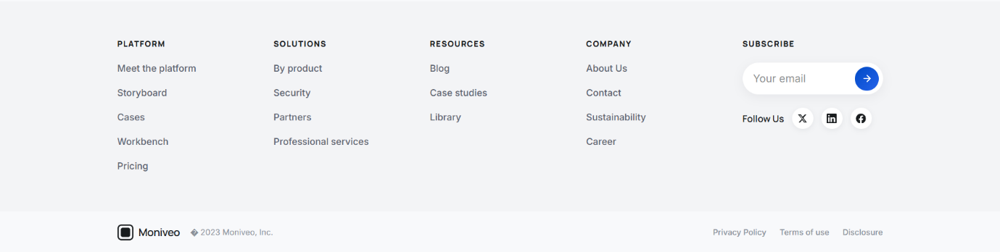 PLATFORM
Meet the platform
Storyboard
Cases
Workbench
Pricing
SOLUTIONS
By product
Security
Partners
Professional services
RESOURCES
Blog
Case studies
Library
COMPANY
About Us
Contact
Sustainability
Career
SUBSCRIBE
Your email
Follow Us
Moniveo
� 2023 Moniveo, Inc.
Privacy Policy
Terms of use
Disclosure